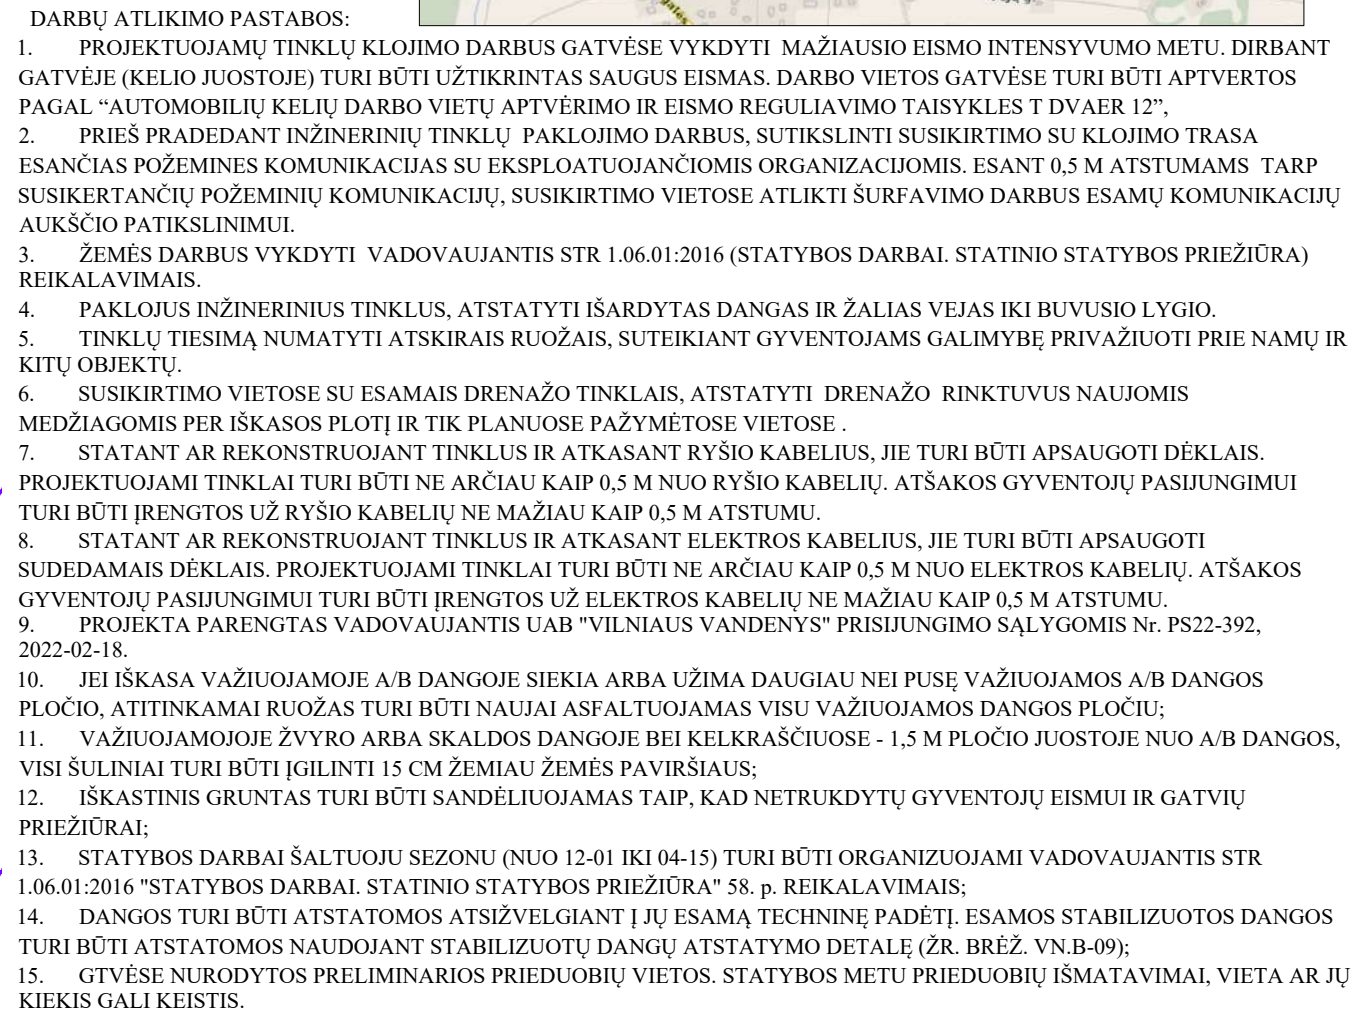 DARBŲ ATLIKIMO PASTABOS:
1. PROJEKTUOJAMŲ TINKLŲ KLOJIMO DARBUS GATVĖSE VYKDYTI MAŽIAUSIO EISMO INTENSYVUMO METU. DIRBANT
GATVĖJE (KELIO JUOSTOJE) TURI BŪTI UŽTIKRINTAS SAUGUS EISMAS. DARBO VIETOS GATVĖSE TURI BŪTI APTVERTOS
PAGAL “AUTOMOBILIŲ KELIŲ DARBO VIETŲ APTVĖRIMO IR EISMO REGULIAVIMO TAISYKLES T DVAER 12”,
2. PRIEŠ PRADEDANT INŽINERINIŲ TINKLŲ PAKLOJIMO DARBUS, SUTIKSLINTI SUSIKIRTIMO SU KLOJIMO TRASA
ESANČIAS POŽEMINES KOMUNIKACIJAS SU EKSPLOATUOJANČIOMIS ORGANIZACIJOMIS. ESANT 0,5 M ATSTUMAMS TARP
SUSIKERTANČIŲ POŽEMINIŲ KOMUNIKACIJŲ, SUSIKIRTIMO VIETOSE ATLIKTI ŠURFAVIMO DARBUS ESAMŲ KOMUNIKACIJŲ
AUKŠČIO PATIKSLINIMUI.
3. ŽEMĖS DARBUS VYKDYTI VADOVAUJANTIS STR 1.06.01:2016 (STATYBOS DARBAI. STATINIO STATYBOS PRIEŽIŪRA)
REIKALAVIMAIS.
4. PAKLOJUS INŽINERINIUS TINKLUS, ATSTATYTI IŠARDYTAS DANGAS IR ŽALIAS VEJAS IKI BUVUSIO LYGIO.
5. TINKLŲ TIESIMĄ NUMATYTI ATSKIRAIS RUOŽAIS, SUTEIKIANT GYVENTOJAMS GALIMYBĘ PRIVAŽIUOTI PRIE NAMŲ IR
KITŲ OBJEKTŲ.
6. SUSIKIRTIMO VIETOSE SU ESAMAIS DRENAŽO TINKLAIS, ATSTATYTI DRENAŽO RINKTUVUS NAUJOMIS
MEDŽIAGOMIS PER IŠKASOS PLOTĮ IR TIK PLANUOSE PAŽYMĖTOSE VIETOSE .
7. STATANT AR REKONSTRUOJANT TINKLUS IR ATKASANT RYŠIO KABELIUS, JIE TURI BŪTI APSAUGOTI DĖKLAIS.
PROJEKTUOJAMI TINKLAI TURI BŪTI NE ARČIAU KAIP 0,5 M NUO RYŠIO KABELIŲ. ATŠAKOS GYVENTOJŲ PASIJUNGIMUI
TURI BŪTI ĮRENGTOS UŽ RYŠIO KABELIŲ NE MAŽIAU KAIP 0,5 M ATSTUMU.
8. STATANT AR REKONSTRUOJANT TINKLUS IR ATKASANT ELEKTROS KABELIUS, JIE TURI BŪTI APSAUGOTI
SUDEDAMAIS DĖKLAIS. PROJEKTUOJAMI TINKLAI TURI BŪTI NE ARČIAU KAIP 0,5 M NUO ELEKTROS KABELIŲ. ATŠAKOS
GYVENTOJŲ PASIJUNGIMUI TURI BŪTI ĮRENGTOS UŽ ELEKTROS KABELIŲ NE MAŽIAU KAIP 0,5 M ATSTUMU.
9. PROJEKTA PARENGTAS VADOVAUJANTIS UAB "VILNIAUS VANDENYS" PRISIJUNGIMO SĄLYGOMIS Nr. PS22-392,
2022-02-18.
10. JEI IŠKASA VAŽIUOJAMOJE A/B DANGOJE SIEKIA ARBA UŽIMA DAUGIAU NEI PUSĘ VAŽIUOJAMOS A/B DANGOS
PLOČIO, ATITINKAMAI RUOŽAS TURI BŪTI NAUJAI ASFALTUOJAMAS VISU VAŽIUOJAMOS DANGOS PLOČIU;
11. VAŽIUOJAMOJOJE ŽVYRO ARBA SKALDOS DANGOJE BEI KELKRAŠČIUOSE - 1,5 M PLOČIO JUOSTOJE NUO A/B DANGOS,
VISI ŠULINIAI TURI BŪTI ĮGILINTI 15 CM ŽEMIAU ŽEMĖS PAVIRŠIAUS;
12. IŠKASTINIS GRUNTAS TURI BŪTI SANDĖLIUOJAMAS TAIP, KAD NETRUKDYTŲ GYVENTOJŲ EISMUI IR GATVIŲ
PRIEŽIŪRAI;
13. STATYBOS DARBAI ŠALTUOJU SEZONU (NUO 12-01 IKI 04-15) TURI BŪTI ORGANIZUOJAMI VADOVAUJANTIS STR
1.06.01:2016 "STATYBOS DARBAI. STATINIO STATYBOS PRIEŽIŪRA" 58. p. REIKALAVIMAIS;
14. DANGOS TURI BŪTI ATSTATOMOS ATSIŽVELGIANT Į JŲ ESAMĄ TECHNINĘ PADĖTĮ. ESAMOS STABILIZUOTOS DANGOS
TURI BŪTI ATSTATOMOS NAUDOJANT STABILIZUOTŲ DANGŲ ATSTATYMO DETALĘ (ŽR. BRĖŽ. VN.B-09);
15. GTVĖSE NURODYTOS PRELIMINARIOS PRIEDUOBIŲ VIETOS. STATYBOS METU PRIEDUOBIŲ IŠMATAVIMAI, VIETA AR JŲ
KIEKIS GALI KEISTIS.